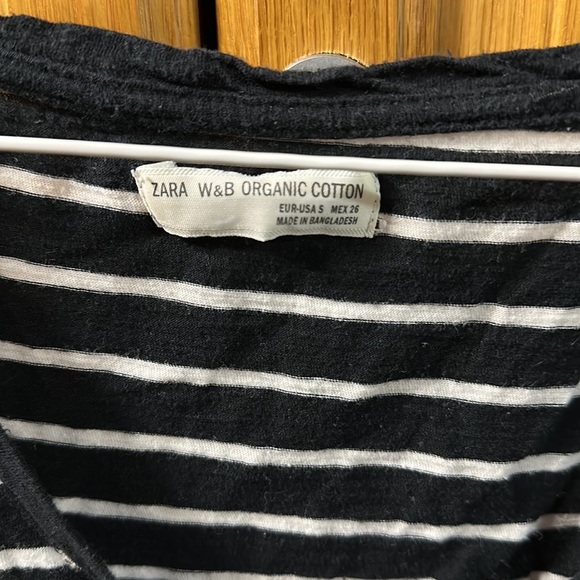 ZARA W&B ORGANIC COTTON
EUR-USA S MEX 26
MADE IN BANGLADESH